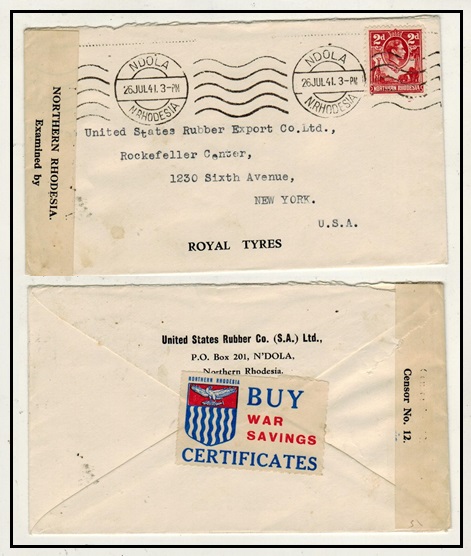 NDOLA
26 JUL 41. 3-PM
N.RHODESIA
NDOLA
26 JUL 41. 3-PM
N.RHODESIA
2d 2d
NORTHERN RHODESIA
NORTHERN RHODESIA.
Examined by
United States Rubber Export Co.Ltd.,
Rockefeller Center,
1230 Sixth Avenue,
NEW YORK.
U.S.A.
ROYAL TYRES
United States Rubber Co. (S.A.) Ltd.,
P.O. Box 201, N'DOLA,
Northern Rhodesia.
NORTHERN RHODESIA
BUY
WAR
SAVINGS
CERTIFICATES
Censor No. 12.